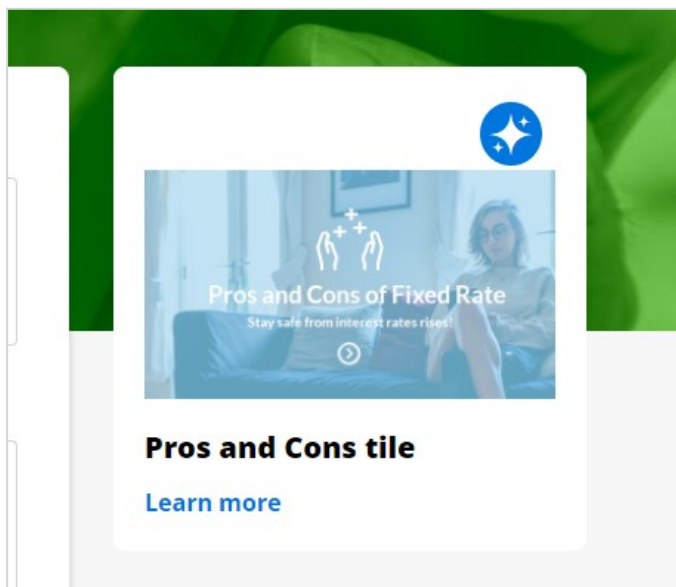 Pros and Cons of Fixed Rate
Stay safe from interest rates rises!
Pros and Cons tile
Learn more